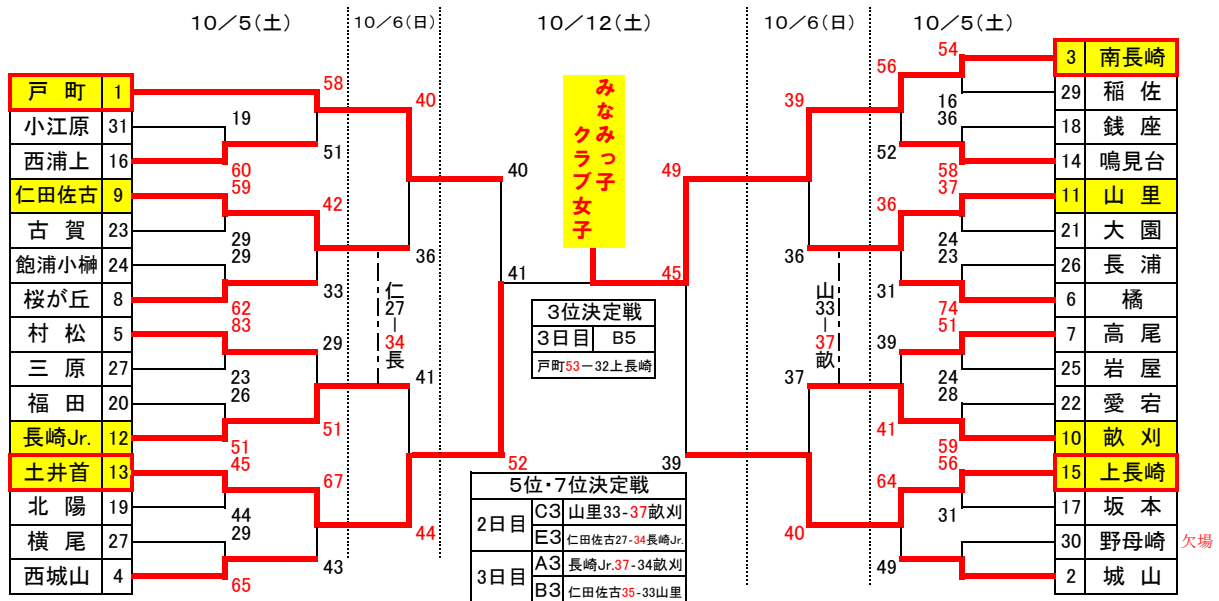 10／5(土)
10／6(日)
10／12(土)
10／6(日)
10／5(土)
戸 町 1
小江原 31
西浦上 16
仁田佐古 9
古 賀 23
飽浦小榊 24
桜が丘 8
村 松 5
三 原 27
福 田 20
長崎Jr. 12
土井首 13
北 陽 19
横 尾 27
西城山 4
19
60
59
29
29
62
83
23
26
51
45
44
29
65
58
51
42
33
29
51
67
43
40
36
仁27－34長
41
44
40
41
52
みなみっ子
クラブ女子
49
45
39
3位決定戦
3日目 B5
戸町53－32上長崎
5位・7位決定戦
2日目
C3 山里33-37畝刈
E3 仁田佐古27-34長崎Jr.
3日目
A3 長崎Jr.37-34畝刈
B3 仁田佐古35-33山里
39
36
山33－37畝
37
40
56
52
36
31
39
41
64
49
54
16
36
58
37
24
23
74
51
24
28
59
56
31
3 南長崎
29 稲 佐
18 銭 座
14 鳴見台
11 山 里
21 大 園
26 長 浦
6 橘
7 高 尾
25 岩 屋
22 愛 宕
10 畝 刈
15 上長崎
17 坂 本
30 野母崎 欠場
2 城 山